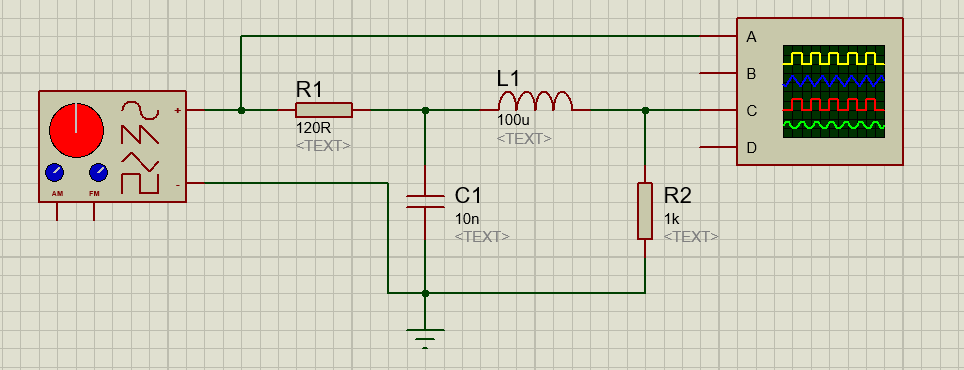 A
B
C
D
+
-
AM
FM
R1
120R
<TEXT>
L1
100u
<TEXT>
C1
10n
<TEXT>
R2
1k
<TEXT>